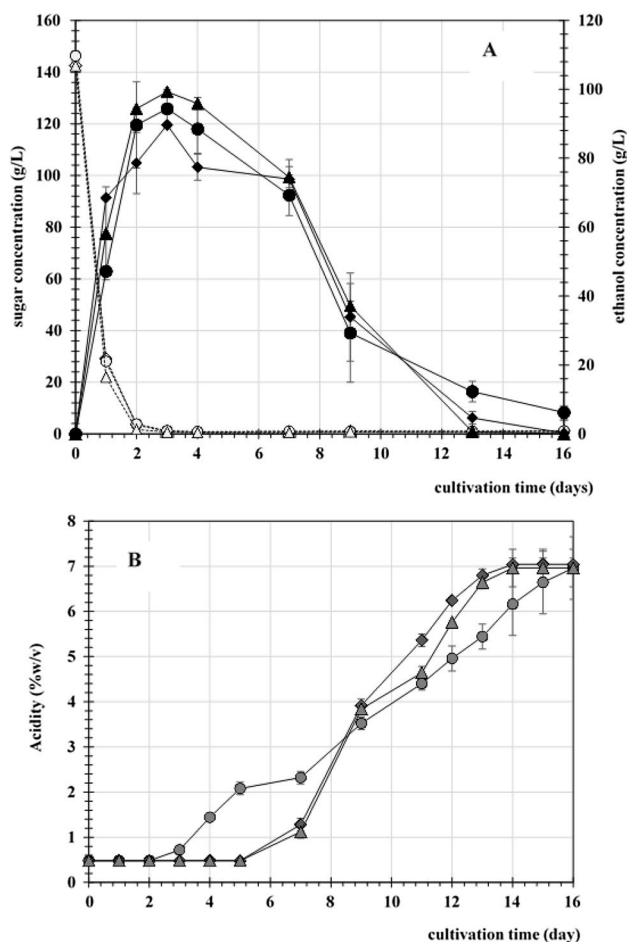 A
sugar concentration (g/L)
160
140
120
100
80
60
40
20
0
ethanol concentration (g/L)
120
100
80
60
40
20
0
0 2 4 6 8 10 12 14 16
cultivation time (days)
B
Acidity (%w/v)
8
7
6
5
4
3
2
1
0
0 2 4 6 8 10 12 14 16
cultivation time (day)